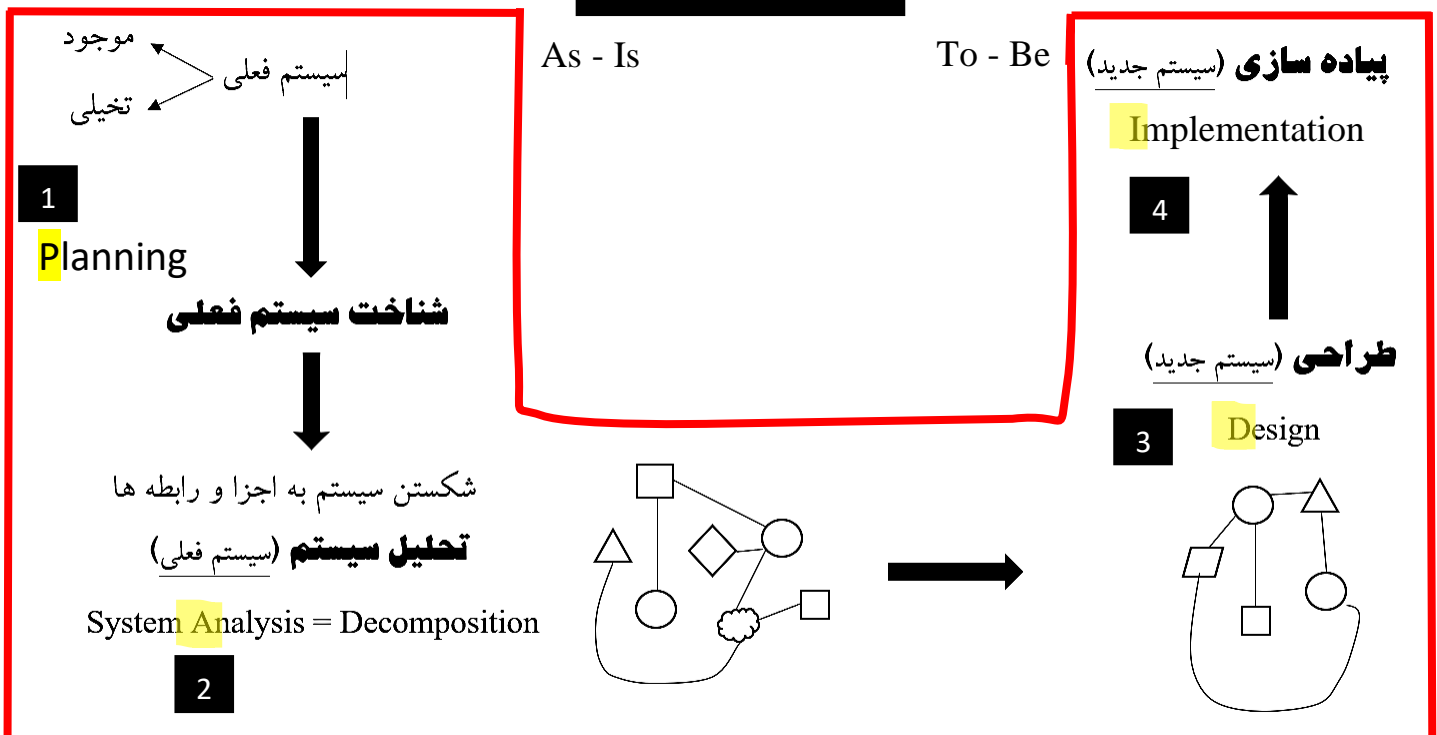 موجود
سیستم فعلی
تخیلی
1
Planning
شناخت سیستم فعلی
شکستن سیستم به اجزا و رابطه ها
تحلیل سیستم (سیستم فعلی)
System Analysis = Decomposition
2
As - Is
To - Be
پیاده سازی (سیستم جدید)
Implementation
4
طراحی (سیستم جدید)
Design
3